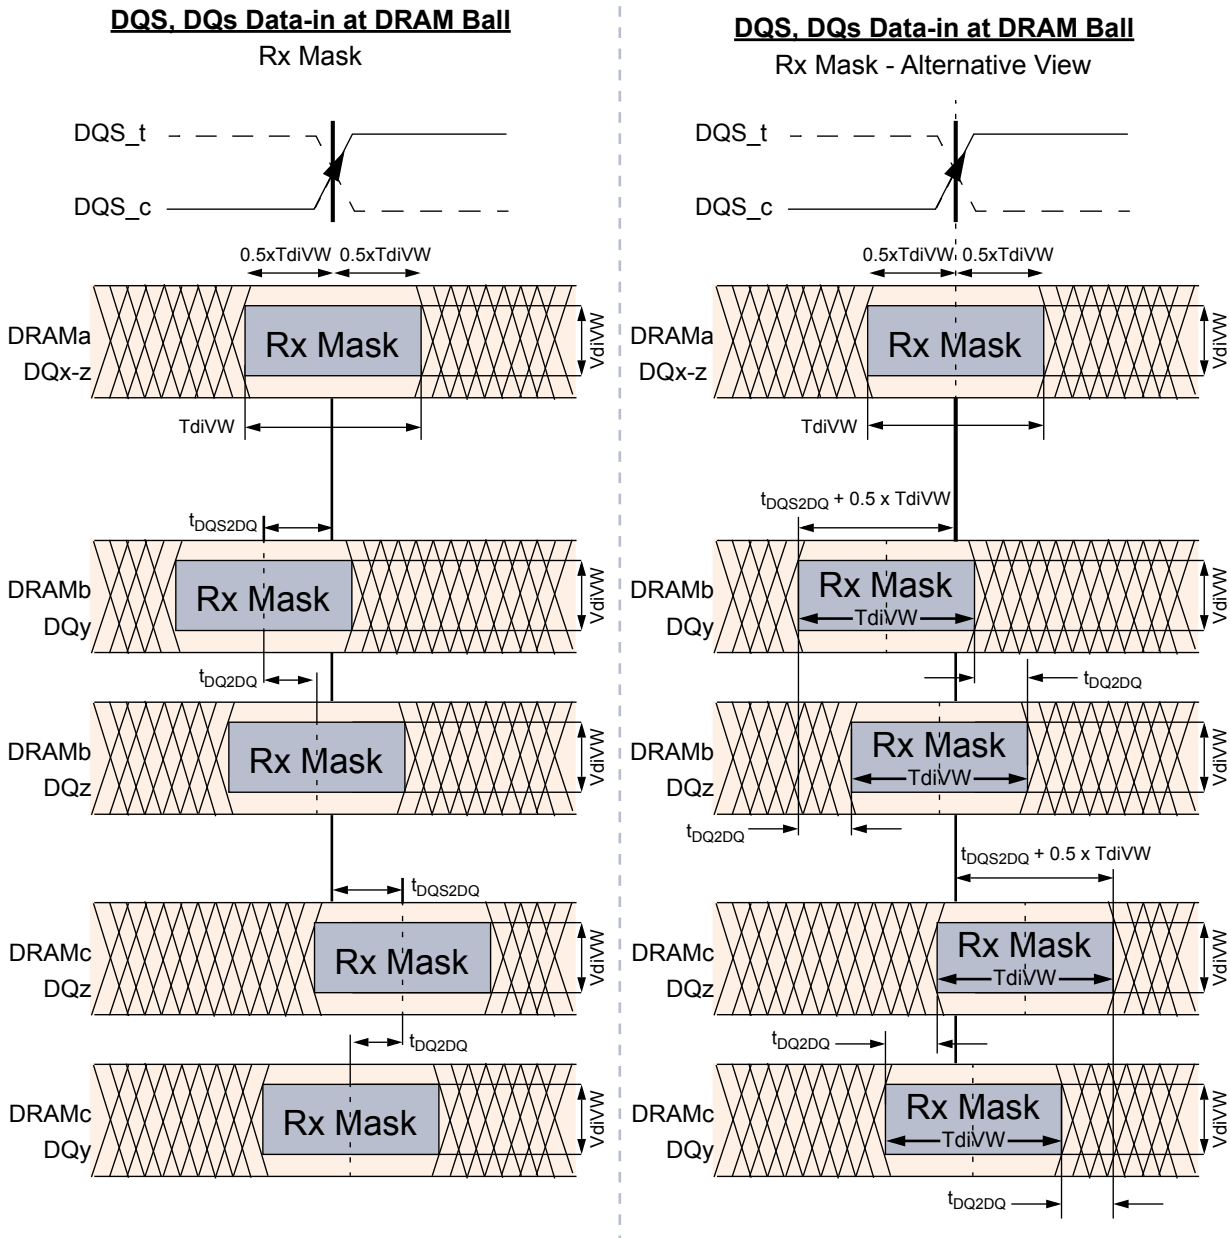 DQS, DQs Data-in at DRAM Ball
Rx Mask
DQS_t
DQS_c
0.5xTdiVW 0.5xTdiVW
DRAMa
DQx-z
Rx Mask
VdiVW
TdiVW
tDQS2DQ
DRAMb
DQy
Rx Mask
VdiVW
tDQ2DQ
DRAMb
DQz
Rx Mask
VdiVW
tDQS2DQ
DRAMc
DQz
Rx Mask
VdiVW
tDQ2DQ
DRAMc
DQy
Rx Mask
VdiVW
DQS, DQs Data-in at DRAM Ball
Rx Mask - Alternative View
DQS_t
DQS_c
0.5xTdiVW 0.5xTdiVW
DRAMa
DQx-z
Rx Mask
VdiVW
TdiVW
tDQS2DQ + 0.5 x TdiVW
DRAMb
DQy
Rx Mask
TdiVW
VdiVW
tDQ2DQ
DRAMb
DQz
Rx Mask
TdiVW
VdiVW
tDQ2DQ
tDQS2DQ + 0.5 x TdiVW
DRAMc
DQz
Rx Mask
TdiVW
VdiVW
tDQ2DQ
DRAMc
DQy
Rx Mask
TdiVW
VdiVW
tDQ2DQ